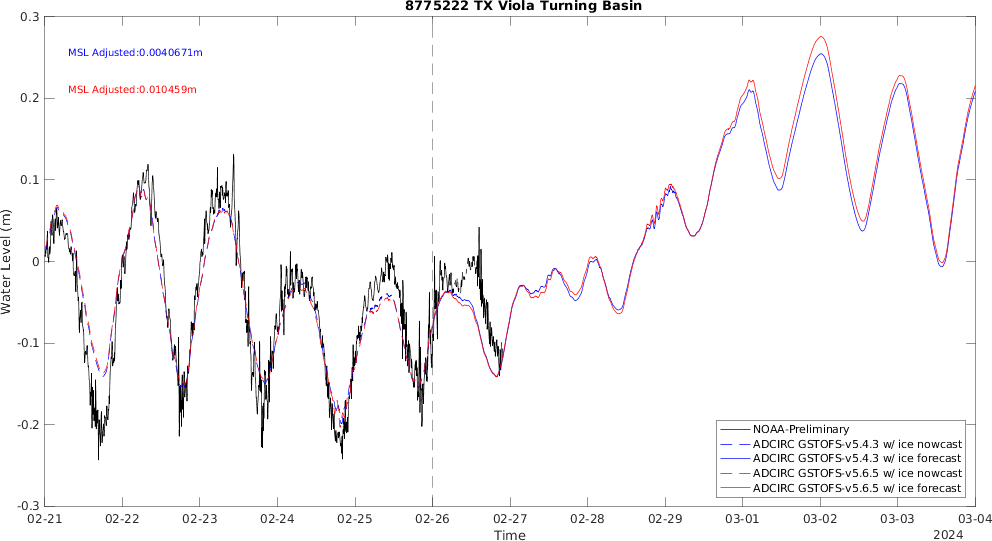 8775222 TX Viola Turning Basin
MSL Adjusted:0.0040671m
MSL Adjusted:0.010459m
Water Level (m)
0.3
0.2
0.1
0
-0.1
-0.2
-0.3
NOAA-Preliminary
ADCIRC GSTOFS-v5.4.3 w/ ice nowcast
ADCIRC GSTOFS-v5.4.3 w/ ice forecast
ADCIRC GSTOFS-v5.6.5 w/ ice nowcast
ADCIRC GSTOFS-v5.6.5 w/ ice forecast
02-21 02-22 02-23 02-24 02-25 02-26 02-27 02-28 02-29 03-01 03-02 03-03 03-04
Time
2024